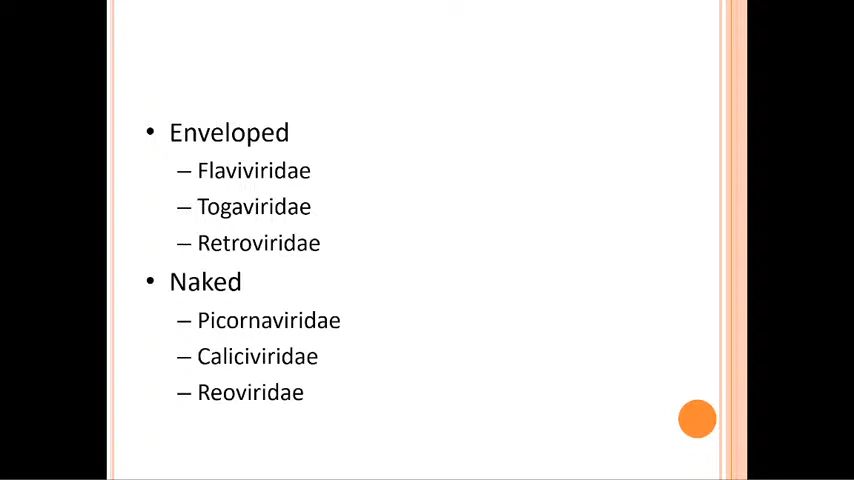 • Enveloped
– Flaviviridae
– Togaviridae
– Retroviridae
• Naked
– Picornaviridae
– Caliciviridae
– Reoviridae